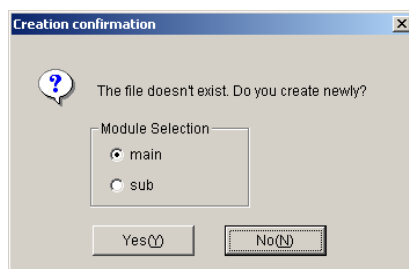 Creation confirmation
The file doesn't exist. Do you create newly?
Module Selection
main
sub
Yes(Y) No(N)